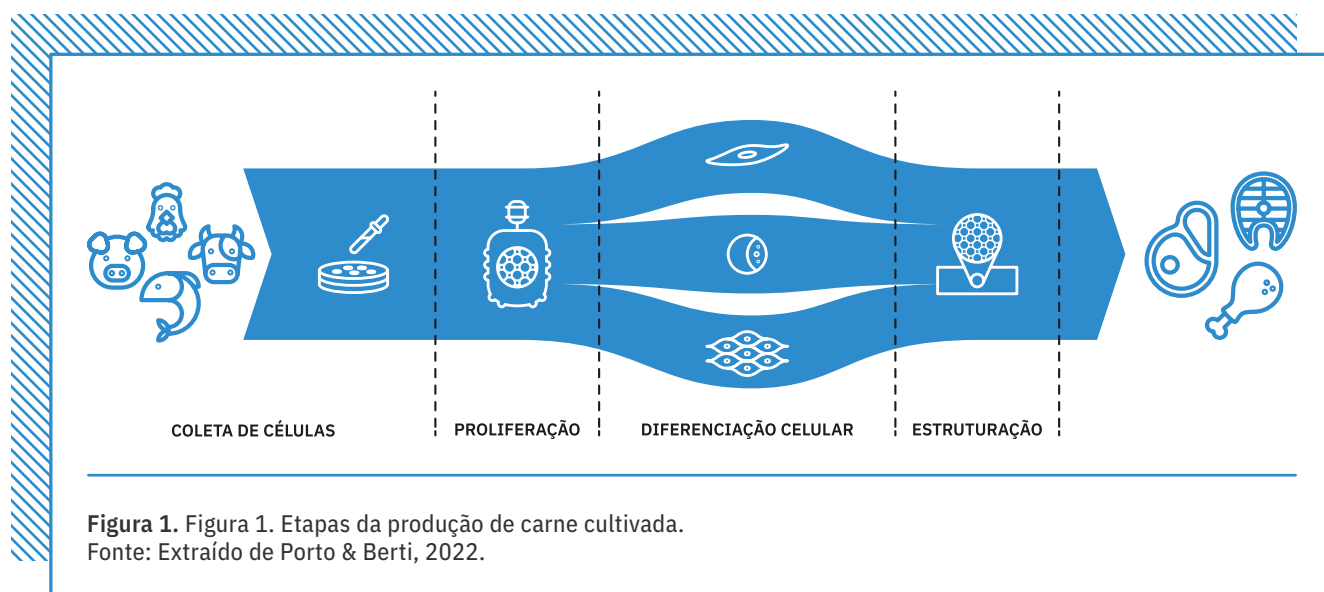 COLETA DE CÉLULAS
PROLIFERAÇÃO
DIFERENCIAÇÃO CELULAR
ESTRUTURAÇÃO
Figura 1. Figura 1. Etapas da produção de carne cultivada.
Fonte: Extraído de Porto & Berti, 2022.